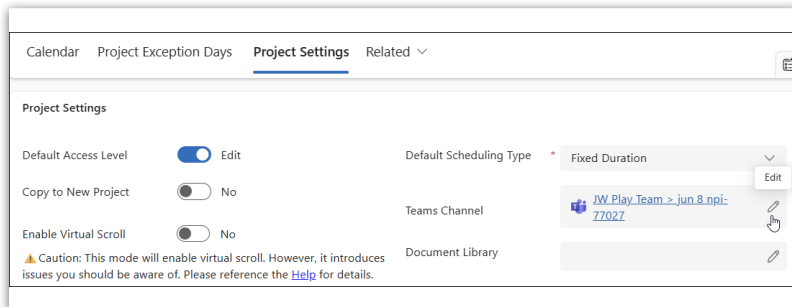 Calendar Project Exception Days Project Settings Related
Project Settings
Default Access Level Edit
Default Scheduling Type * Fixed Duration
Edit
Copy to New Project No
Teams Channel JW Play Team > jun 8 npi-
77027
Enable Virtual Scroll No
Document Library
Caution: This mode will enable virtual scroll. However, it introduces
issues you should be aware of. Please reference the Help for details.